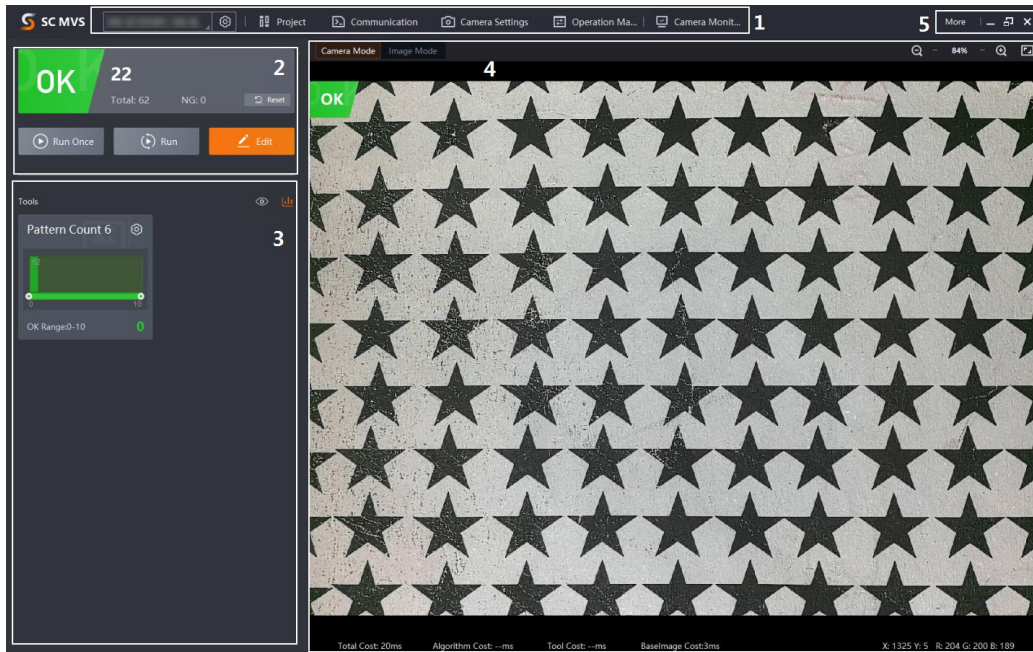 SC MVS
Project
Communication
Camera Settings
Operation Ma...
Camera Monit...
1
5
More
OK
22
2
Total: 62
NG: 0
Reset
Run Once
Run
Edit
Tools
3
Pattern Count 6
62
0
10
OK Range:0-10
0
Camera Mode
Image Mode
4
84%
OK
Total Cost: 20ms
Algorithm Cost: --ms
Tool Cost: --ms
BaseImage Cost:3ms
X: 1325 Y: 5 R: 204 G: 200 B: 189